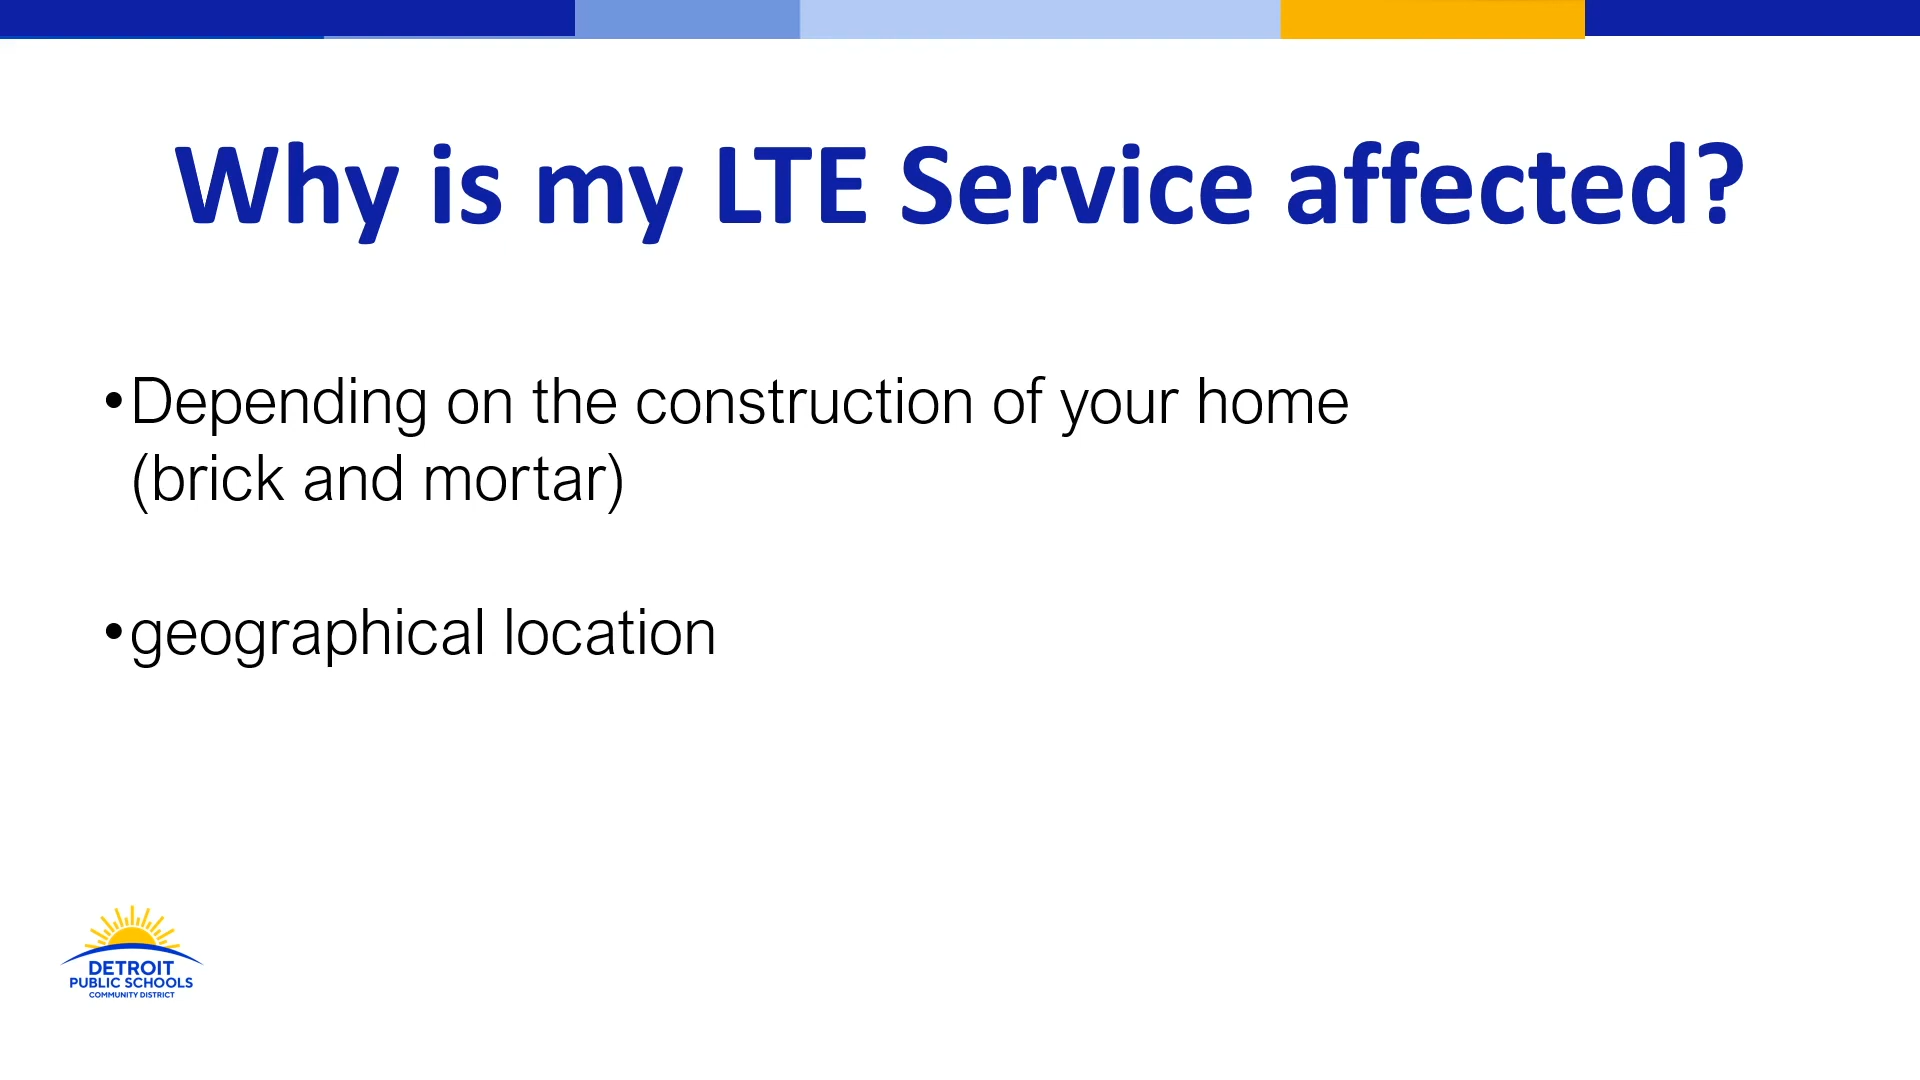 Why is my LTE Service affected?
•Depending on the construction of your home
(brick and mortar)
•geographical location
DETROIT
PUBLIC SCHOOLS
COMMUNITY DISTRICT